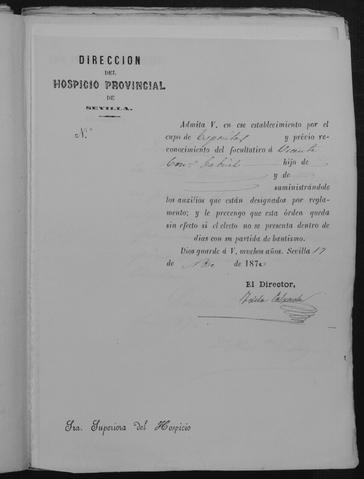 DIRECCION
DEL
HOSPICIO PROVINCIAL
DE
SEVILLA.
N.º
Admita V. en ese establecimiento por el
cupo de Expósitos y prévio re-
conocimiento del facultativo á Vicente
Gabriel hijo de
y de
suministrándole
los auxilios que están designados por regla-
mento; y le prevengo que esta órden queda
sin efecto si el electo no se presenta dentro de
dias con su partida de bautismo.
Dios guarde á V. muchos años. Sevilla 17
de de 187
El Director,
Sra. Superiora del Hospicio